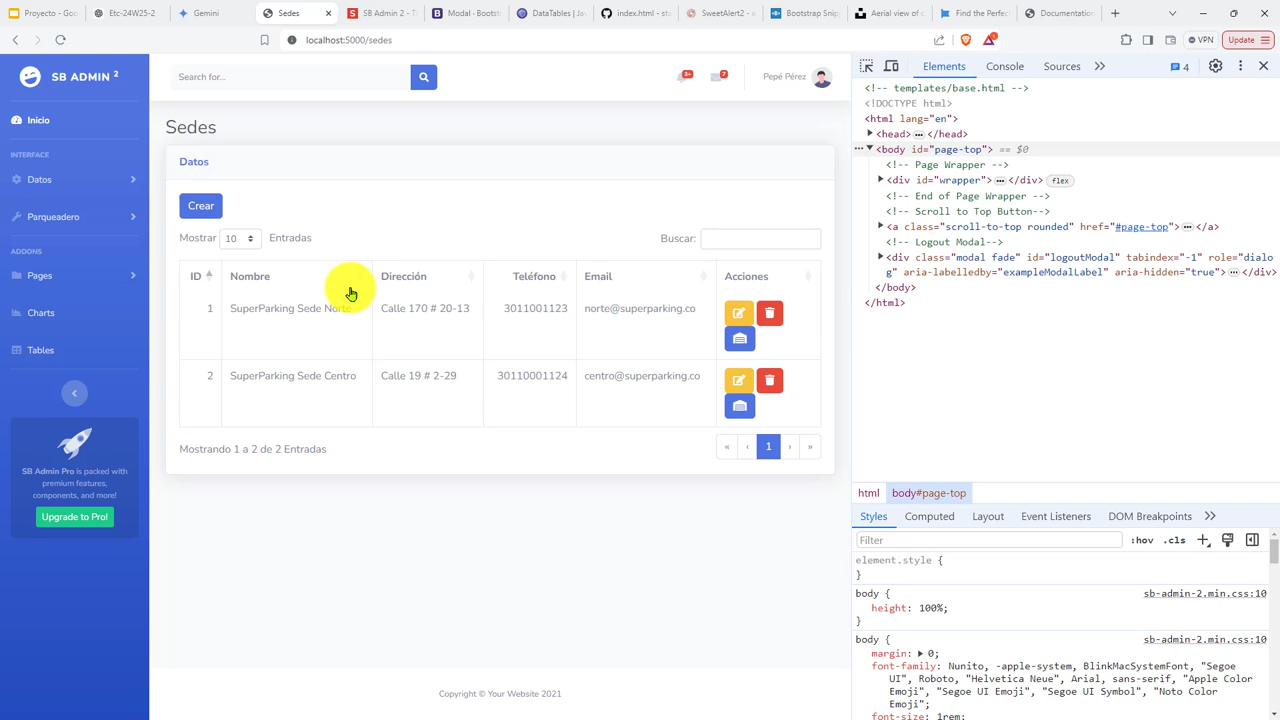 Proyecto - Goo
Etc-24W25-2
Gemini
Sedes
SB Admin 2 - T
Modal · Bootst
DataTables | Ja
index.html - sta
SweetAlert2 - a
Bootstrap Snip
Aerial view of c
Find the Perfec
Documentation
localhost:5000/sedes
VPN
Update
SB ADMIN 2
Search for...
3+
7
Pepé Pérez
Inicio
INTERFACE
Datos
Parqueadero
ADDONS
Pages
Charts
Tables
SB Admin Pro is packed with
premium features,
components, and more!
Upgrade to Pro!
Sedes
Datos
Crear
Mostrar 10 Entradas
Buscar:
ID Nombre Dirección Teléfono Email Acciones
1 SuperParking Sede Norte Calle 170 # 20-13 3011001123 norte@superparking.co
2 SuperParking Sede Centro Calle 19 # 2-29 30110001124 centro@superparking.co
Mostrando 1 a 2 de 2 Entradas
« ‹ 1 › »
Copyright © Your Website 2021
Elements Console Sources 4
<!-- templates/base.html -->
<!DOCTYPE html>
<html lang="en">
<head> ••• </head>
••• <body id="page-top"> == $0
<!-- Page Wrapper -->
<div id="wrapper"> ••• </div> flex
<!-- End of Page Wrapper -->
<!-- Scroll to Top Button-->
<a class="scroll-to-top rounded" href="#page-top"> ••• </a>
<!-- Logout Modal-->
<div class="modal fade" id="logoutModal" tabindex="-1" role="dialo
g" aria-labelledby="exampleModalLabel" aria-hidden="true"> ••• </div>
</body>
</html>
html body#page-top
Styles Computed Layout Event Listeners DOM Breakpoints
Filter :hov .cls
element.style {
}
body { sb-admin-2.min.css:10
height: 100%;
}
body { sb-admin-2.min.css:10
margin: 0;
font-family: Nunito, -apple-system, BlinkMacSystemFont, "Segoe
UI", Roboto, "Helvetica Neue", Arial, sans-serif, "Apple Color
Emoji", "Segoe UI Emoji", "Segoe UI Symbol", "Noto Color
Emoji";
font-size: 1rem;